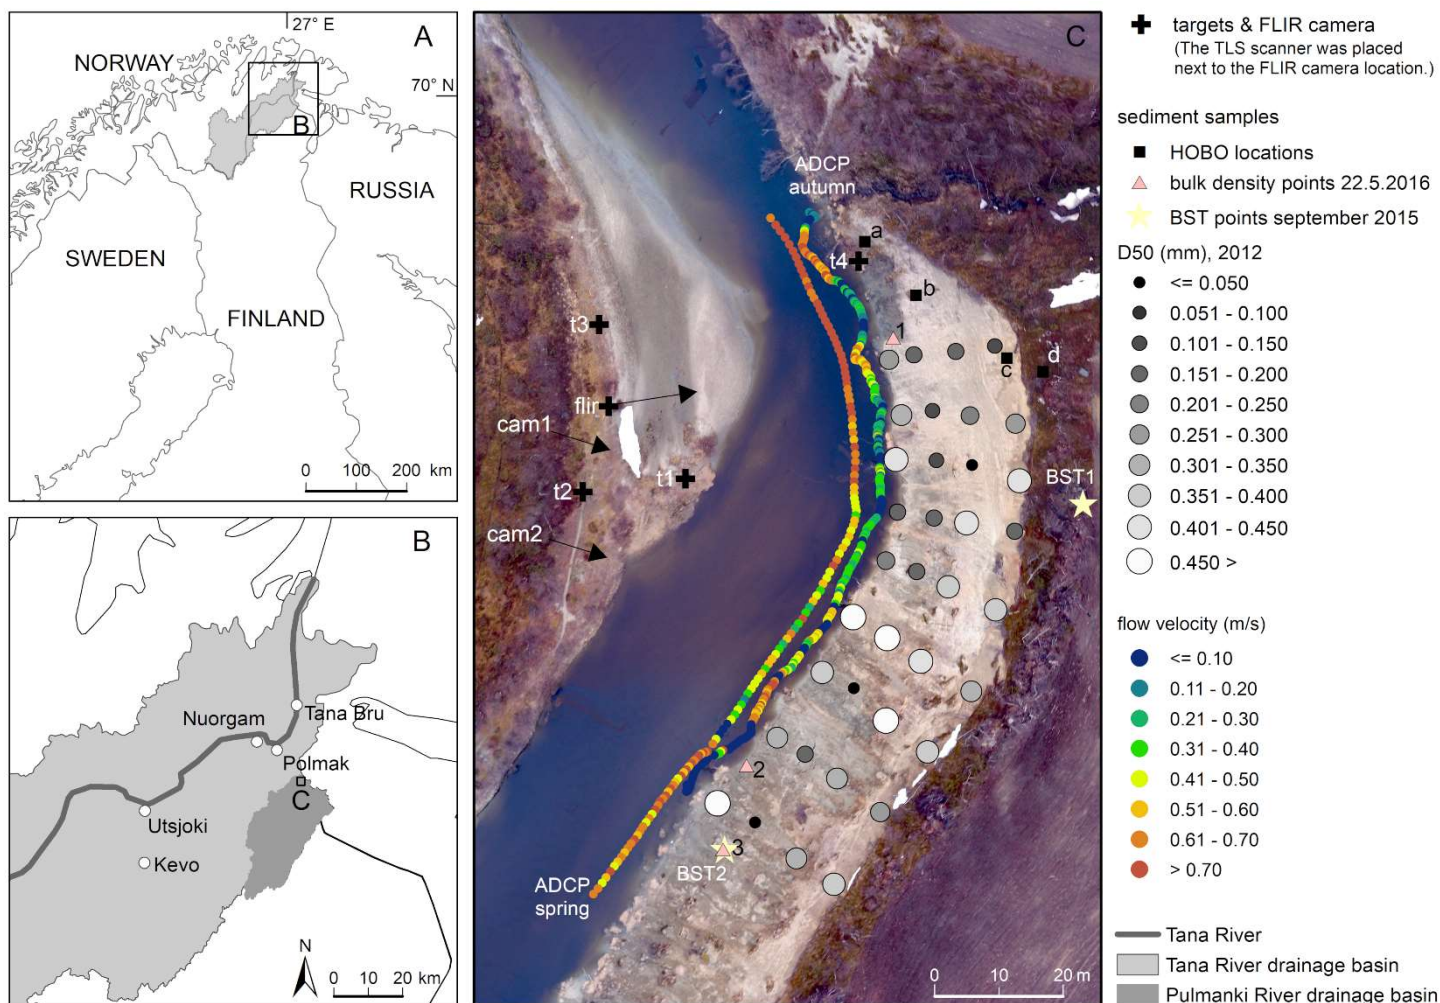 27° E
A
NORWAY
70° N
B
RUSSIA
SWEDEN
FINLAND
0 100 200 km
B
Nuorgam
Tana Bru
Polmak
C
Utsjoki
Kevo
N
0 10 20 km
C
ADCP
autumn
a
t4
b
t3
1
c
d
flir
cam1
t1
t2
BST1
cam2
2
3
BST2
ADCP
spring
0 10 20 m
targets & FLIR camera
(The TLS scanner was placed
next to the FLIR camera location.)
sediment samples
HOBO locations
bulk density points 22.5.2016
BST points september 2015
D50 (mm), 2012
<= 0.050
0.051 - 0.100
0.101 - 0.150
0.151 - 0.200
0.201 - 0.250
0.251 - 0.300
0.301 - 0.350
0.351 - 0.400
0.401 - 0.450
0.450 >
flow velocity (m/s)
<= 0.10
0.11 - 0.20
0.21 - 0.30
0.31 - 0.40
0.41 - 0.50
0.51 - 0.60
0.61 - 0.70
> 0.70
Tana River
Tana River drainage basin
Pulmanki River drainage basin